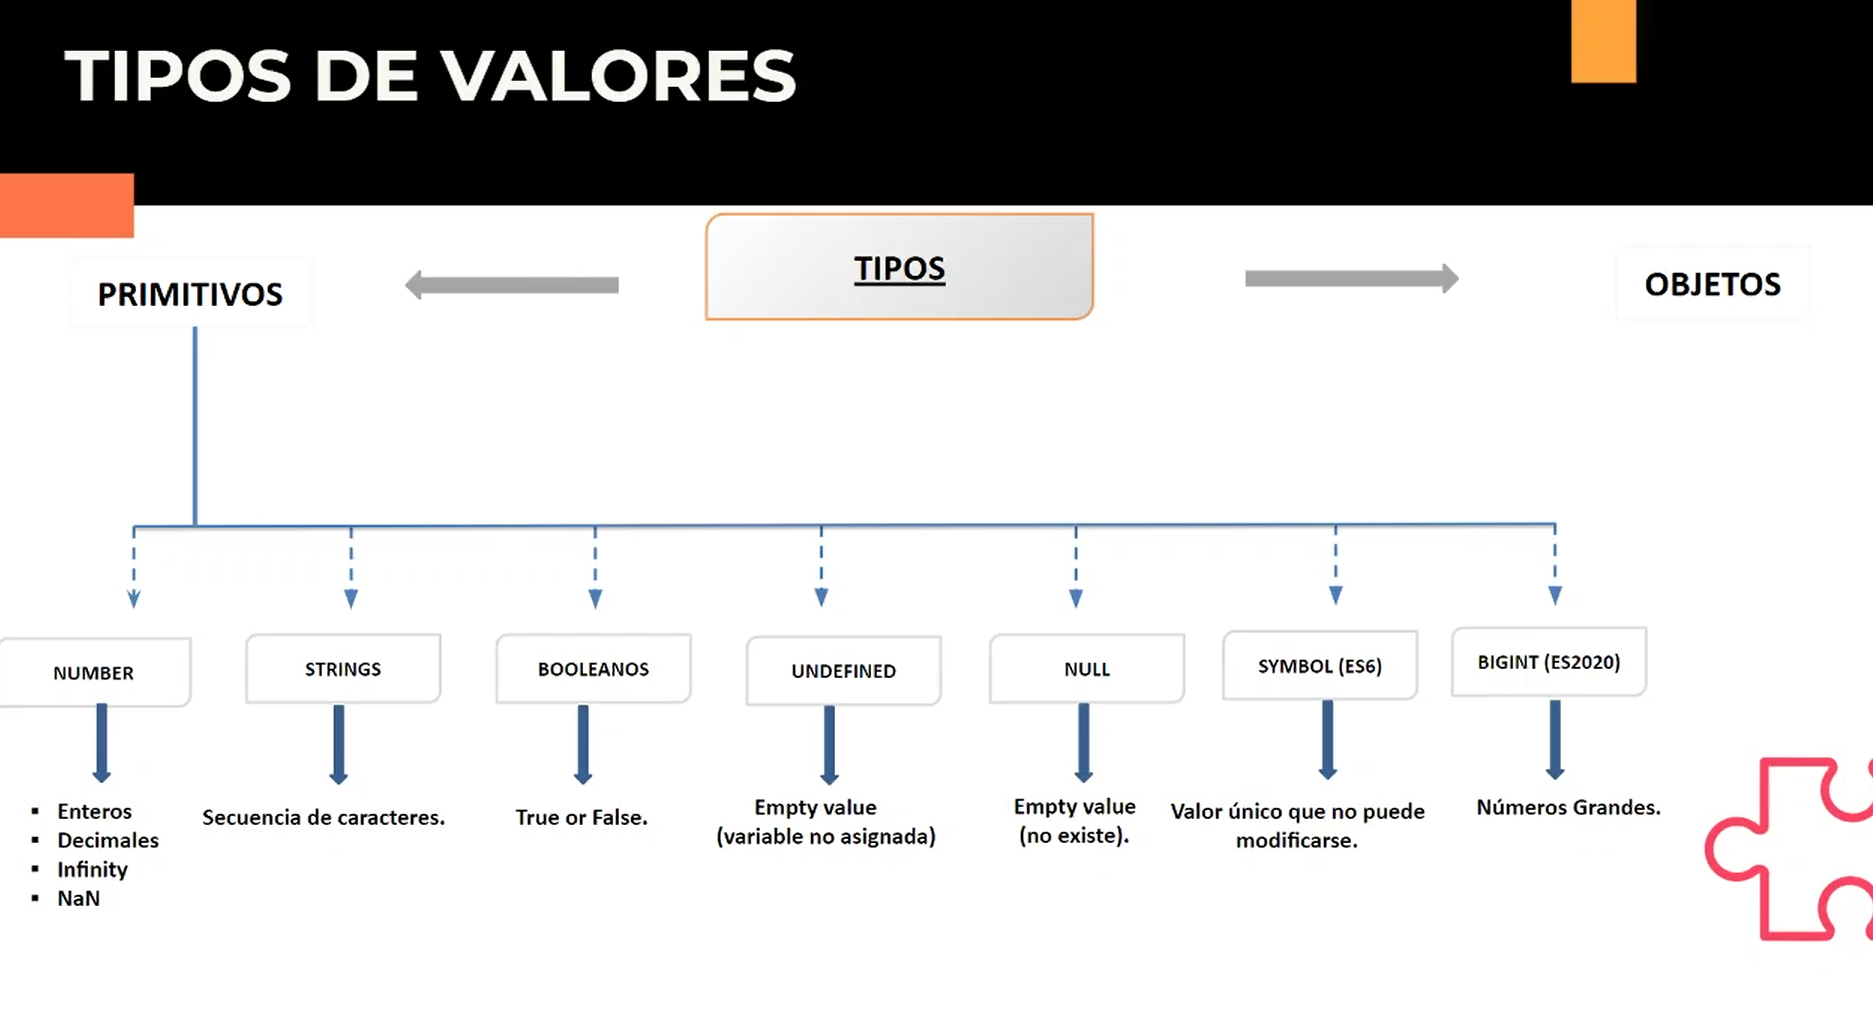 TIPOS DE VALORES
TIPOS
PRIMITIVOS
OBJETOS
NUMBER
STRINGS
BOOLEANOS
UNDEFINED
NULL
SYMBOL (ES6)
BIGINT (ES2020)
▪ Enteros
▪ Decimales
▪ Infinity
▪ NaN
Secuencia de caracteres.
True or False.
Empty value
(variable no asignada)
Empty value
(no existe).
Valor único que no puede
modificarse.
Números Grandes.